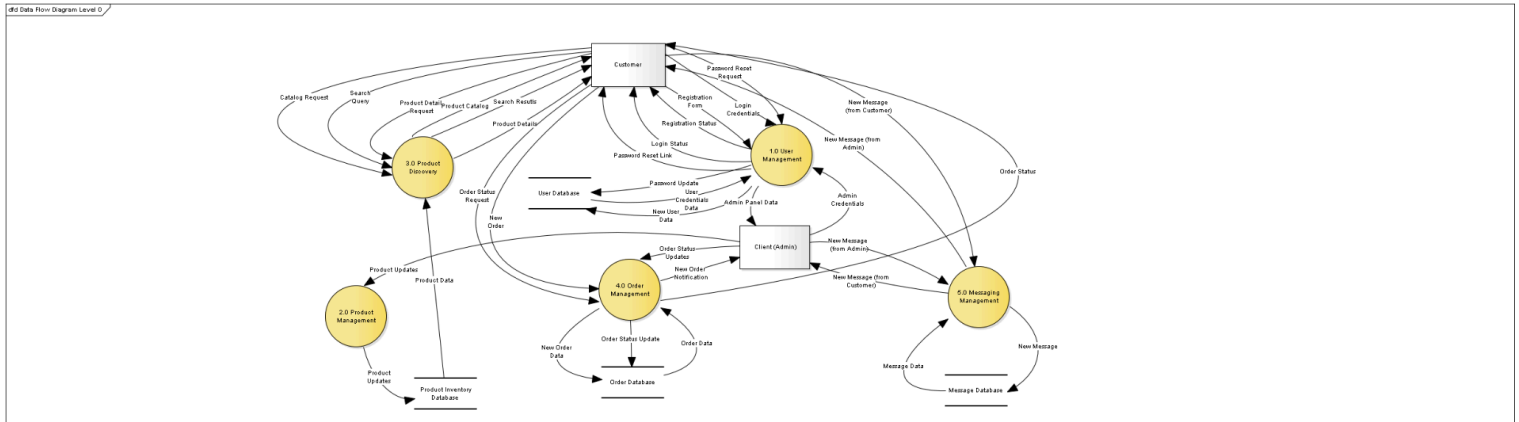 dfd Data Flow Diagram Level 0
Customer
Password Reset
Request
Catalog Request
Search
Query
Product Detail
Request
Product Catalog
Search Results
Product Details
Registration
Form
Login
Credentials
Registration Status
Login Status
Password Reset Link
New Message
(from Customer)
New Message (from
Admin)
Order Status
1.0 User
Management
3.0 Product
Discovery
Order Status
Request
New
Order
User Database
Password Update
User
Credentials
Data
New User
Data
Admin Panel Data
Admin
Credentials
Client (Admin)
New Message
(from Admin)
Order Status
Updates
New Order
Notification
New Message (from
Customer)
Product Updates
Product Data
4.0 Order
Management
5.0 Messaging
Management
2.0 Product
Management
New Order
Data
Order Status Update
Order Data
Message Data
New Message
Product
Updates
Product Inventory
Database
Order Database
Message Database